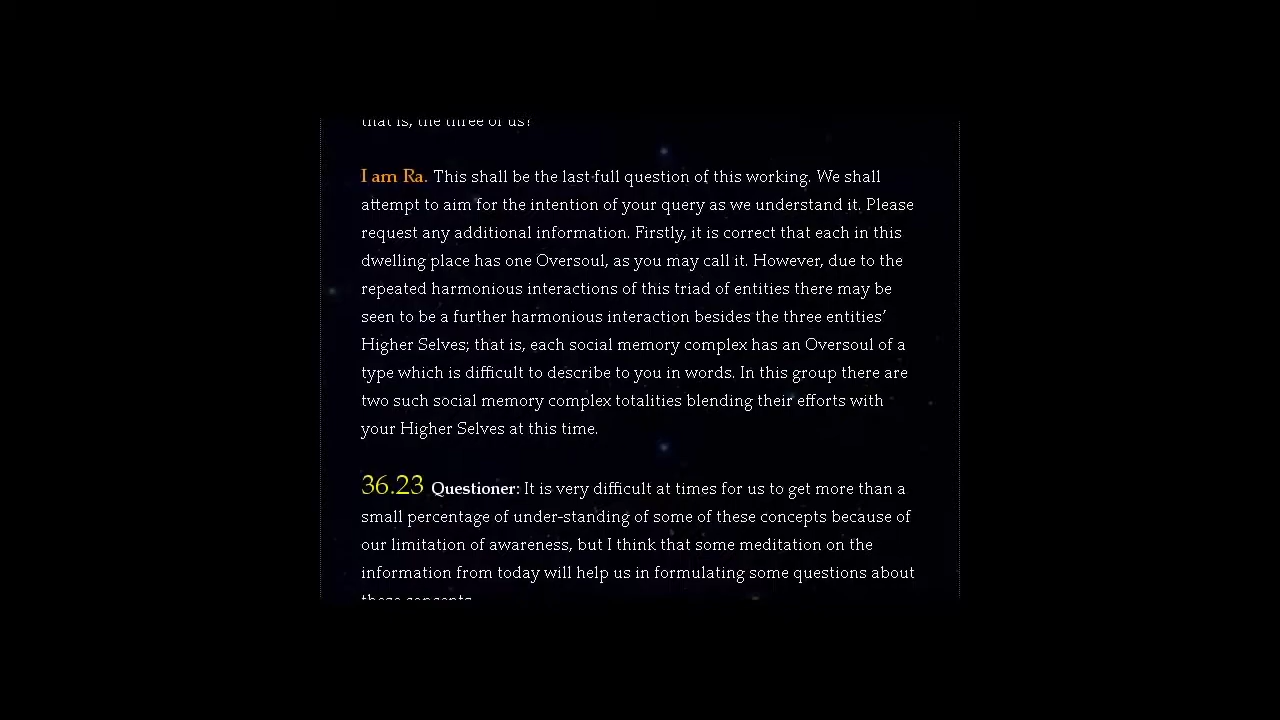 that is, the three of us?
I am Ra. This shall be the last full question of this working. We shall
attempt to aim for the intention of your query as we understand it. Please
request any additional information. Firstly, it is correct that each in this
dwelling place has one Oversoul, as you may call it. However, due to the
repeated harmonious interactions of this triad of entities there may be
seen to be a further harmonious interaction besides the three entities’
Higher Selves; that is, each social memory complex has an Oversoul of a
type which is difficult to describe to you in words. In this group there are
two such social memory complex totalities blending their efforts with
your Higher Selves at this time.
36.23 Questioner: It is very difficult at times for us to get more than a
small percentage of under-standing of some of these concepts because of
our limitation of awareness, but I think that some meditation on the
information from today will help us in formulating some questions about
these concepts.